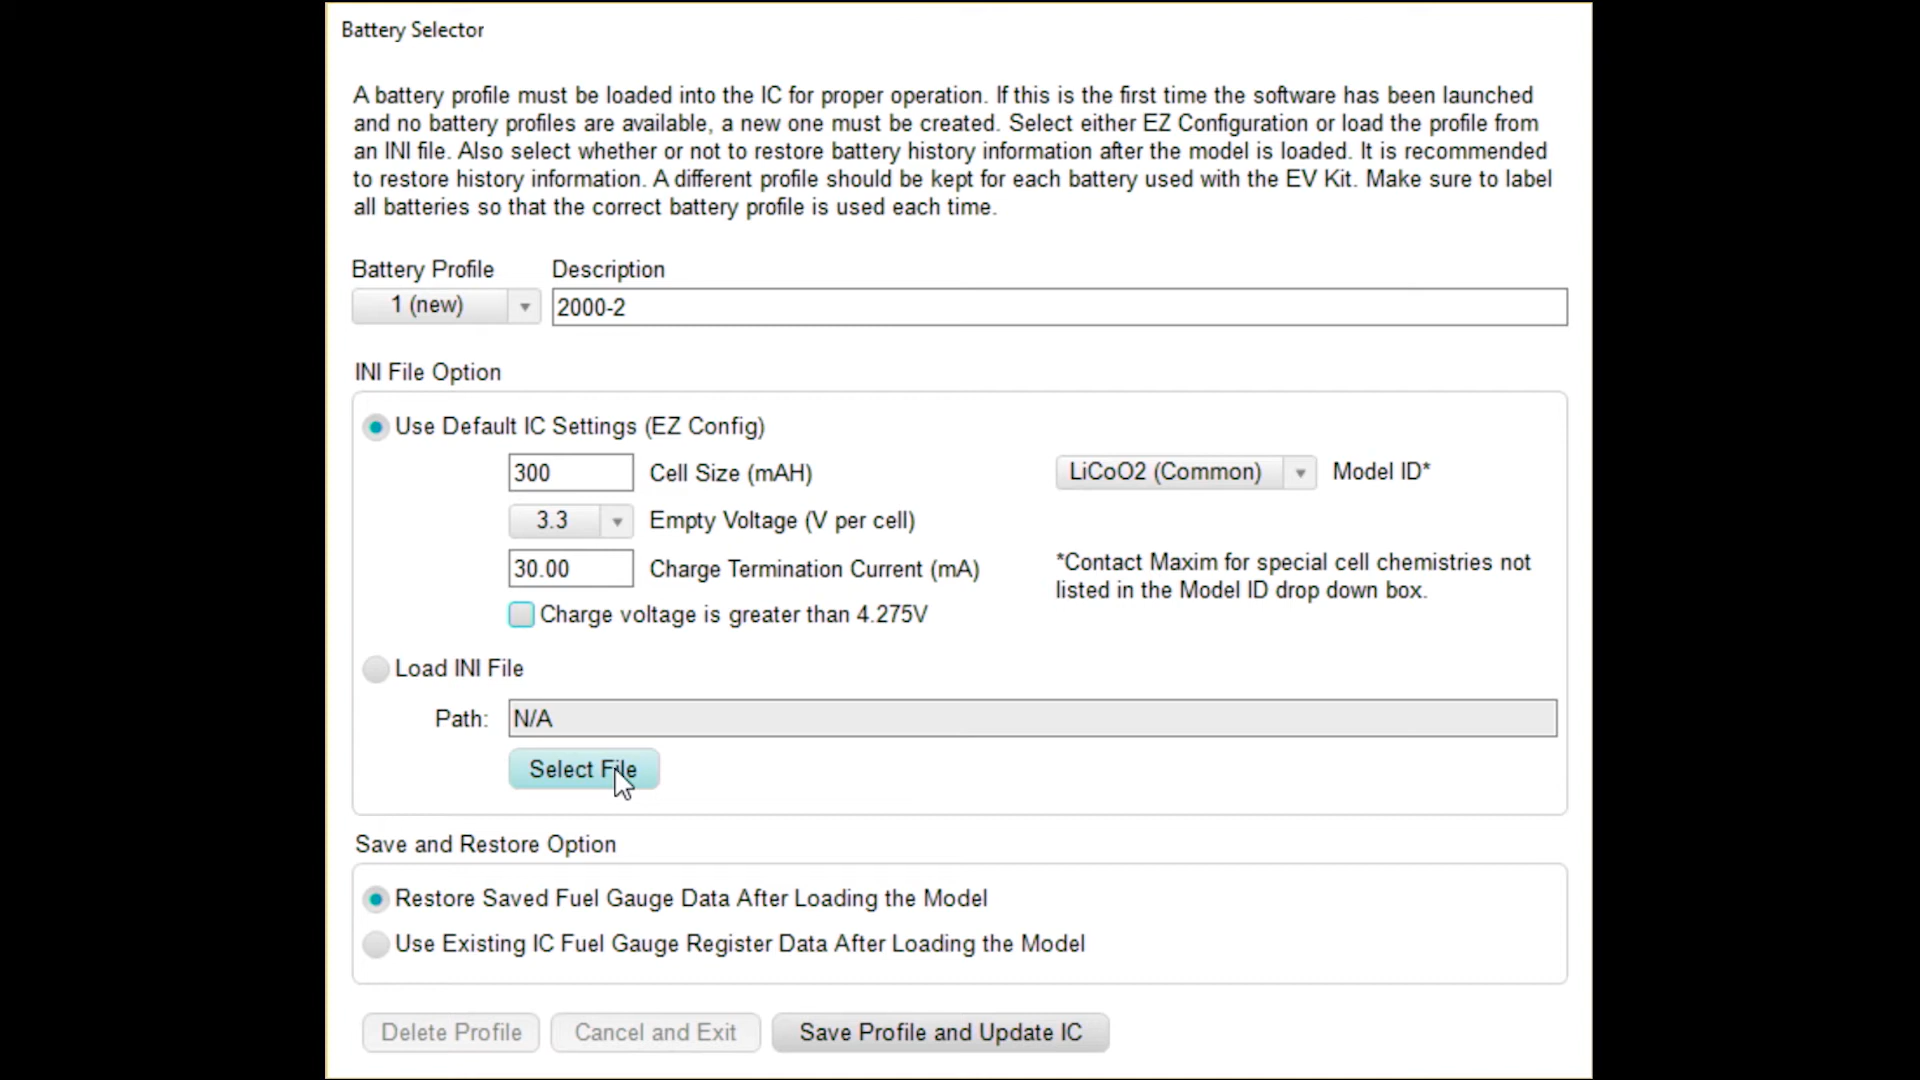 Battery Selector
A battery profile must be loaded into the IC for proper operation. If this is the first time the software has been launched
and no battery profiles are available, a new one must be created. Select either EZ Configuration or load the profile from
an INI file. Also select whether or not to restore battery history information after the model is loaded. It is recommended
to restore history information. A different profile should be kept for each battery used with the EV Kit. Make sure to label
all batteries so that the correct battery profile is used each time.
Battery Profile Description
1 (new) 2000-2
INI File Option
Use Default IC Settings (EZ Config)
300 Cell Size (mAH) LiCoO2 (Common) Model ID*
3.3 Empty Voltage (V per cell)
30.00 Charge Termination Current (mA)
*Contact Maxim for special cell chemistries not
listed in the Model ID drop down box.
Charge voltage is greater than 4.275V
Load INI File
Path: N/A
Select File
Save and Restore Option
Restore Saved Fuel Gauge Data After Loading the Model
Use Existing IC Fuel Gauge Register Data After Loading the Model
Delete Profile Cancel and Exit Save Profile and Update IC